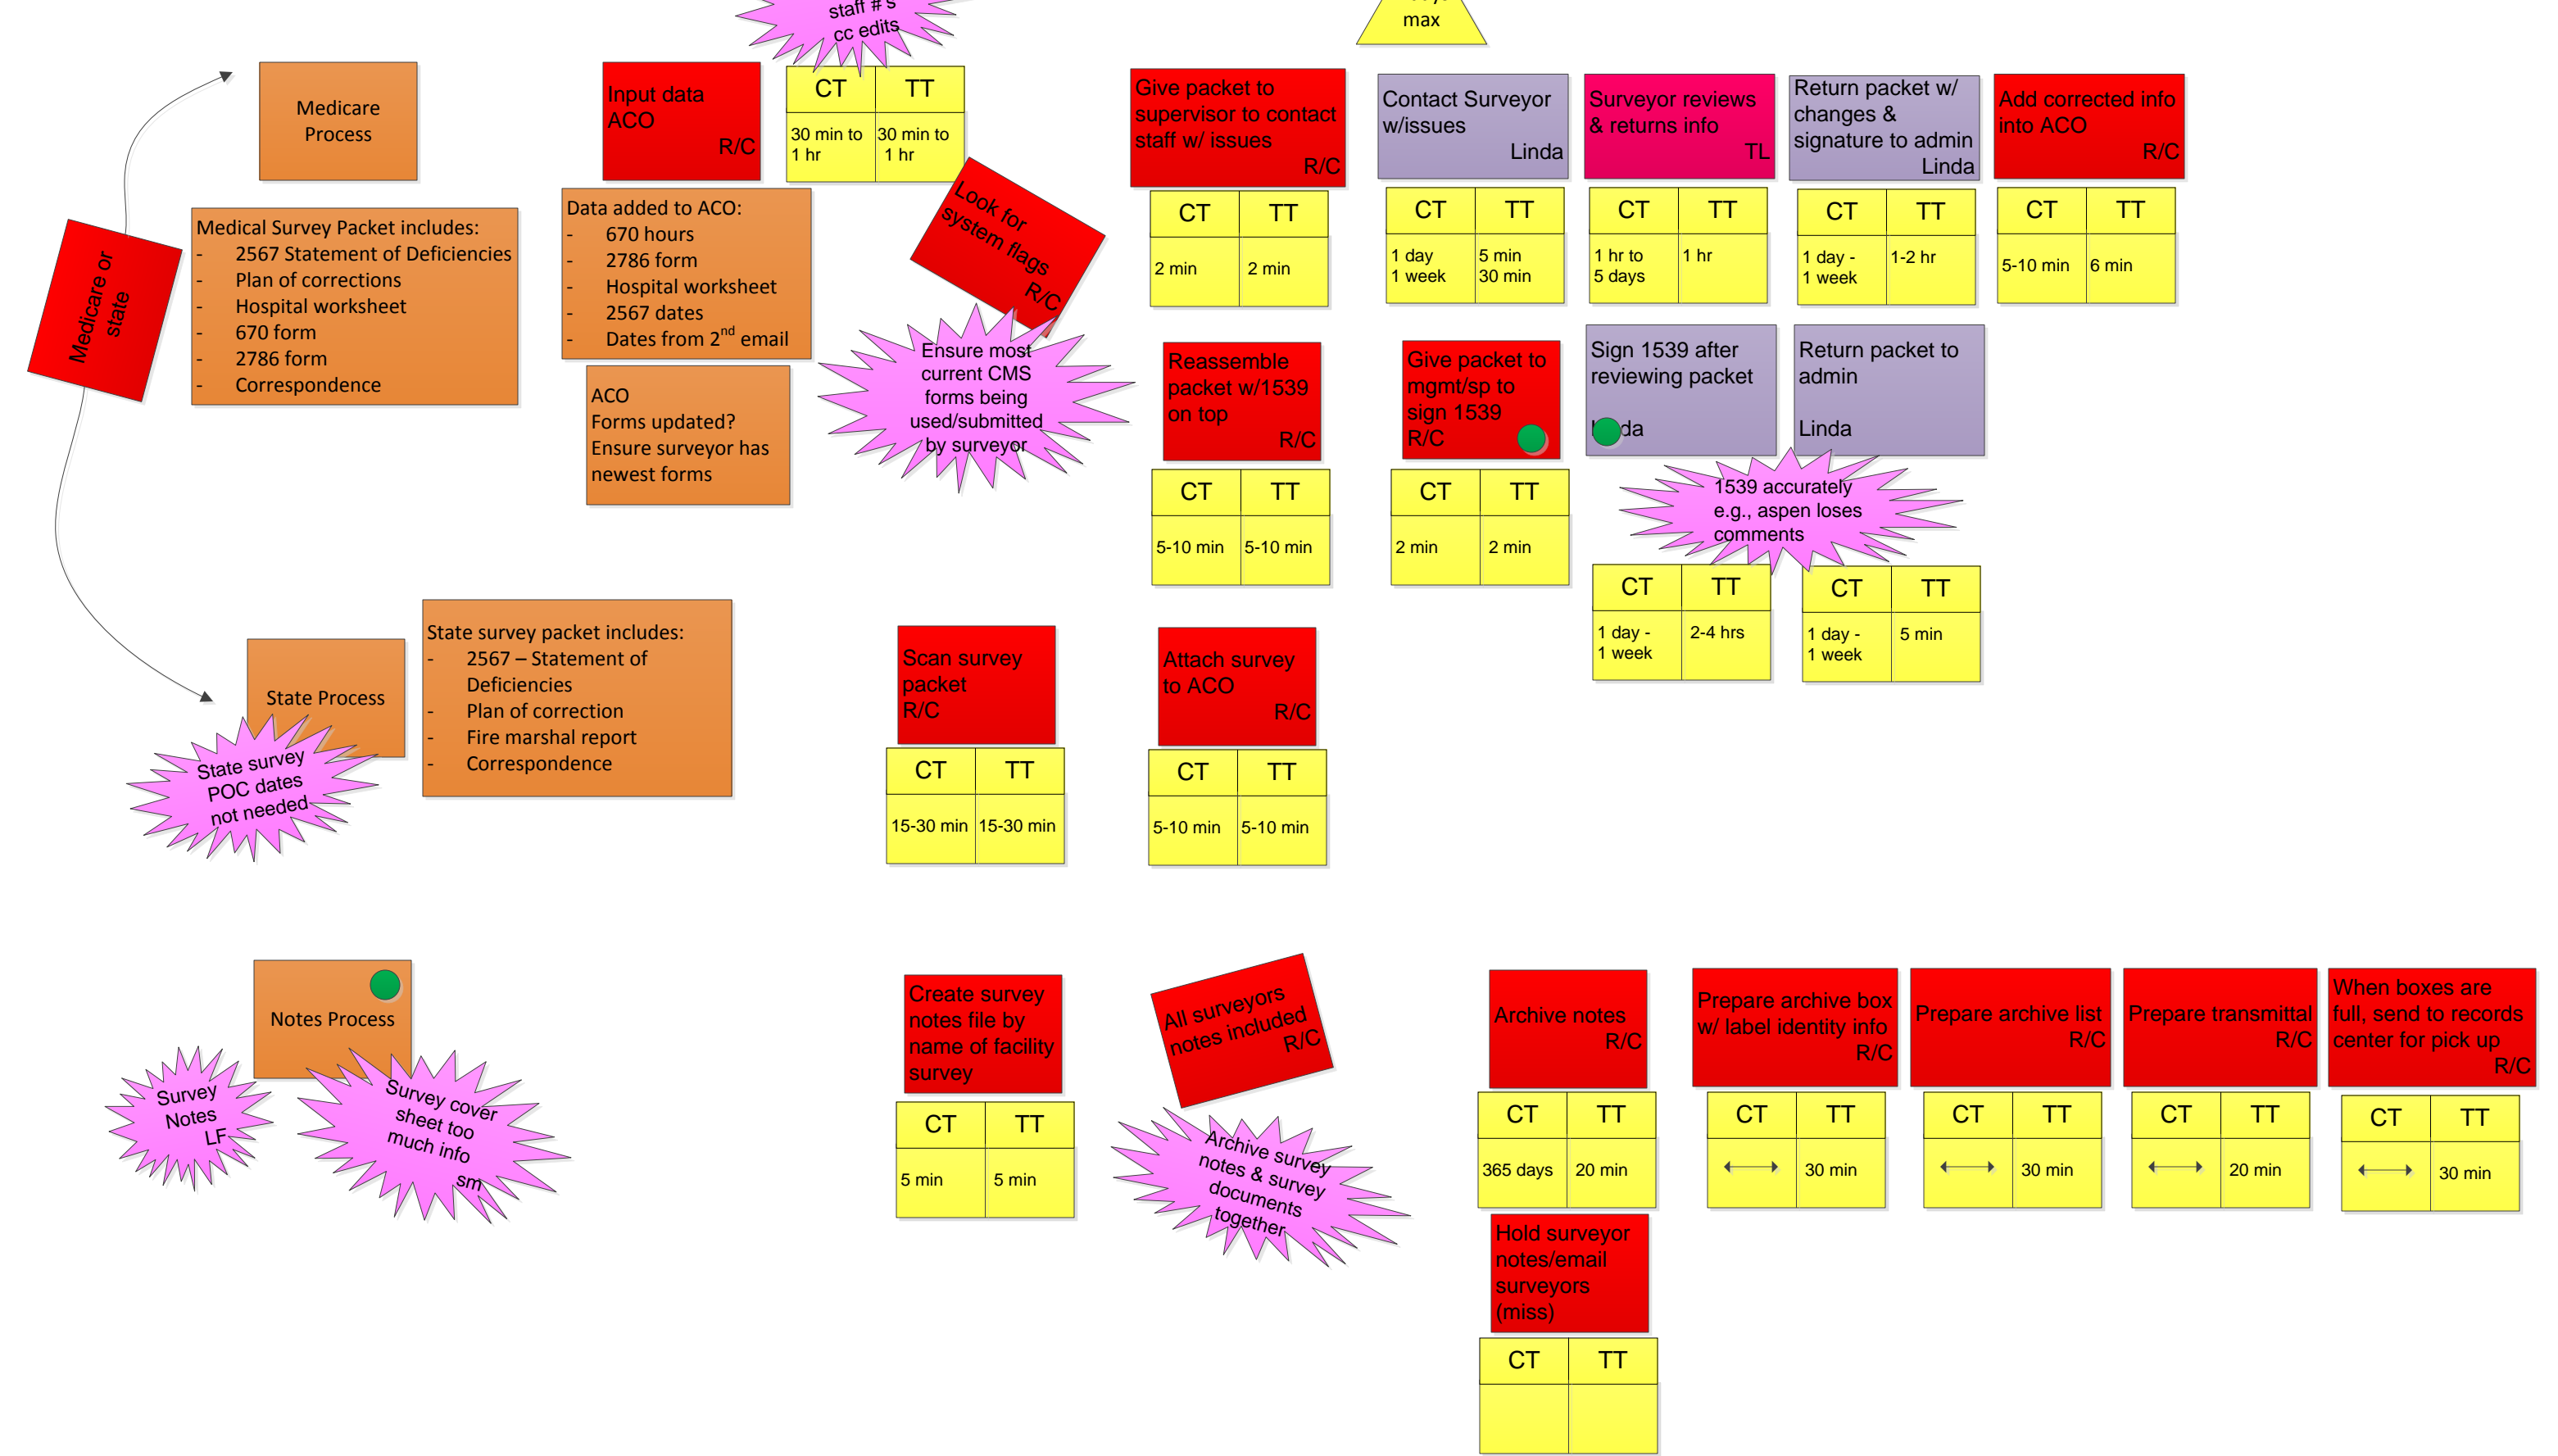 staff #'s
cc edits
max
Medicare
Process
Input data
ACO
R/C
CT TT
30 min to 30 min to
1 hr 1 hr
Give packet to
supervisor to contact
staff w/ issues
R/C
CT TT
2 min 2 min
Contact Surveyor
w/issues
Linda
CT TT
1 day 5 min
1 week 30 min
Surveyor reviews
& returns info
TL
CT TT
1 hr to 1 hr
5 days
Return packet w/
changes &
signature to admin
Linda
CT TT
1 day - 1-2 hr
1 week
Add corrected info
into ACO
R/C
CT TT
5-10 min 6 min
Medicare or
state
Medical Survey Packet includes:
- 2567 Statement of Deficiencies
- Plan of corrections
- Hospital worksheet
- 670 form
- 2786 form
- Correspondence
Data added to ACO:
- 670 hours
- 2786 form
- Hospital worksheet
- 2567 dates
- Dates from 2nd email
ACO
Forms updated?
Ensure surveyor has
newest forms
Look for
system flags
R/C
Ensure most
current CMS
forms being
used/submitted
by surveyor
Reassemble
packet w/1539
on top
R/C
CT TT
5-10 min 5-10 min
Give packet to
mgmt/sp to
sign 1539
R/C
CT TT
2 min 2 min
Sign 1539 after
reviewing packet
Return packet to
admin
Linda
1539 accurately
e.g., aspen loses
comments
CT TT
1 day - 2-4 hrs
1 week
CT TT
1 day - 5 min
1 week
State Process
State survey
POC dates
not needed
State survey packet includes:
- 2567 – Statement of
Deficiencies
- Plan of correction
- Fire marshal report
- Correspondence
Scan survey
packet
R/C
CT TT
15-30 min 15-30 min
Attach survey
to ACO
R/C
CT TT
5-10 min 5-10 min
Notes Process
Survey
Notes
LF
Survey cover
sheet too
much info
sm
Create survey
notes file by
name of facility
survey
CT TT
5 min 5 min
All surveyors
notes included
R/C
Archive survey
notes & survey
documents
together
Archive notes
R/C
CT TT
365 days 20 min
Prepare archive box
w/ label identity info
R/C
CT TT
30 min
Prepare archive list
R/C
CT TT
30 min
Prepare transmittal
R/C
CT TT
20 min
When boxes are
full, send to records
center for pick up
R/C
CT TT
30 min
Hold surveyor
notes/email
surveyors
(miss)
CT TT